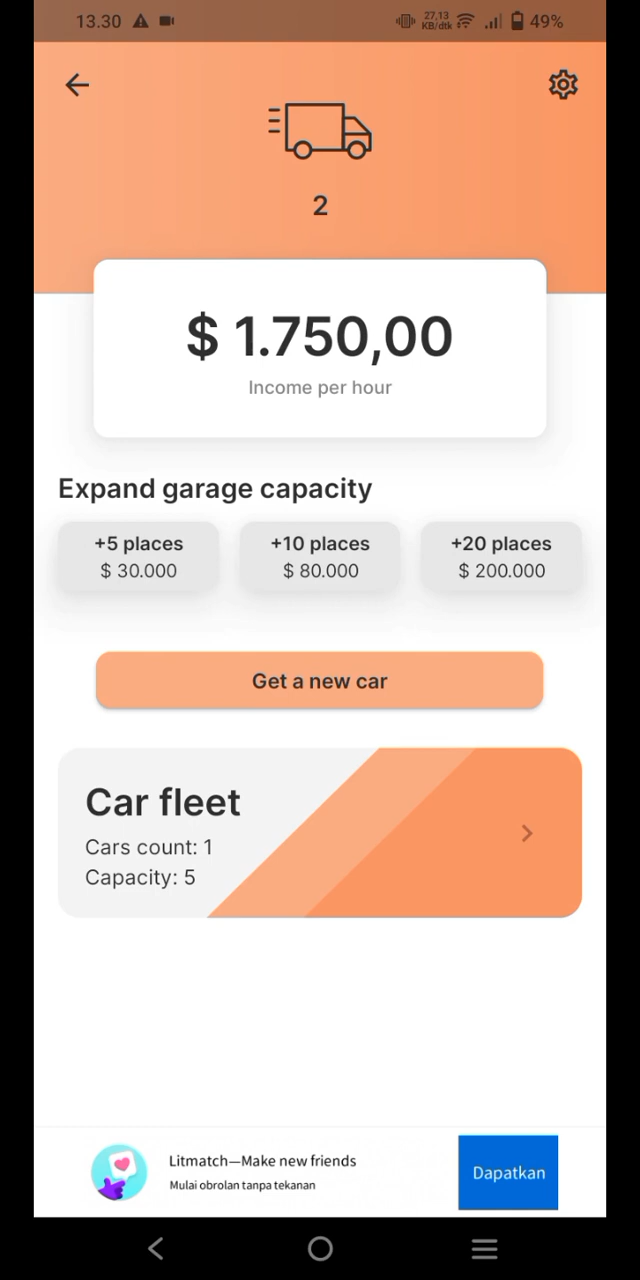 13.30 27,13 KB/dtk 49%
2
$ 1.750,00
Income per hour
Expand garage capacity
+5 places +10 places +20 places
$ 30.000 $ 80.000 $ 200.000
Get a new car
Car fleet
Cars count: 1
Capacity: 5
Litmatch—Make new friends
Mulai obrolan tanpa tekanan
Dapatkan